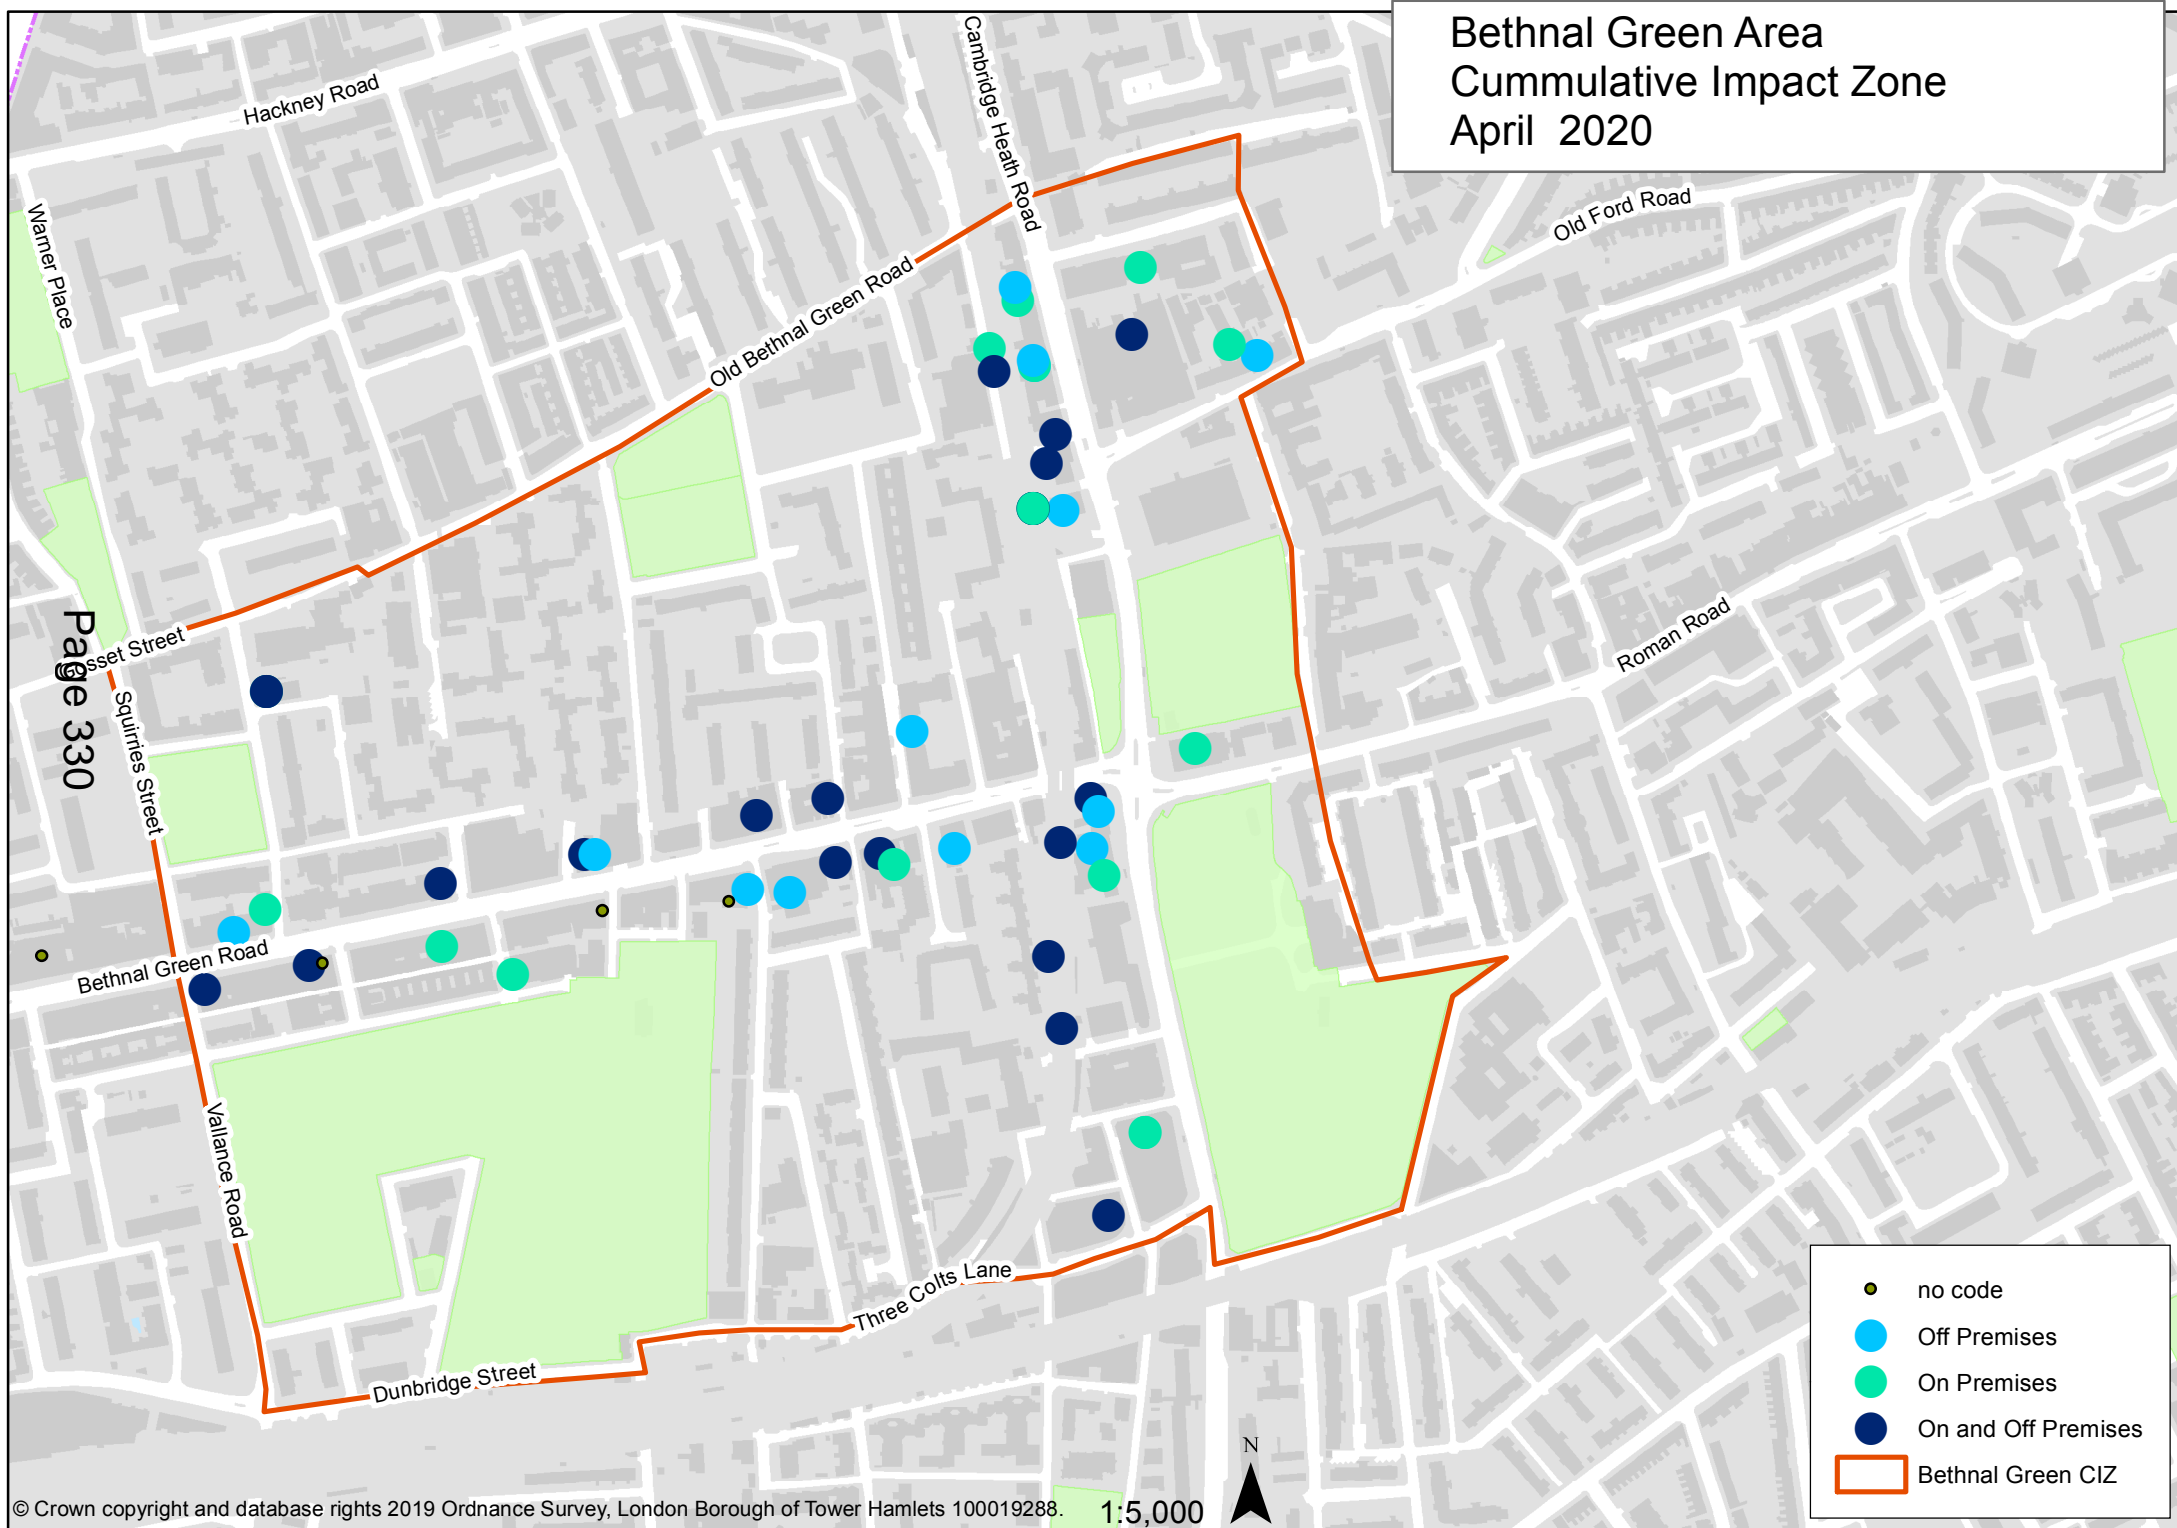 Bethnal Green Area
Cummulative Impact Zone
April 2020
Hackney Road
Cambridge Heath Road
Warner Place
Old Ford Road
Old Bethnal Green Road
Page 330
Gosset Street
Squirries Street
Roman Road
Bethnal Green Road
Vallance Road
Three Colts Lane
Dunbridge Street
no code
Off Premises
On Premises
On and Off Premises
Bethnal Green CIZ
N
© Crown copyright and database rights 2019 Ordnance Survey, London Borough of Tower Hamlets 100019288.
1:5,000